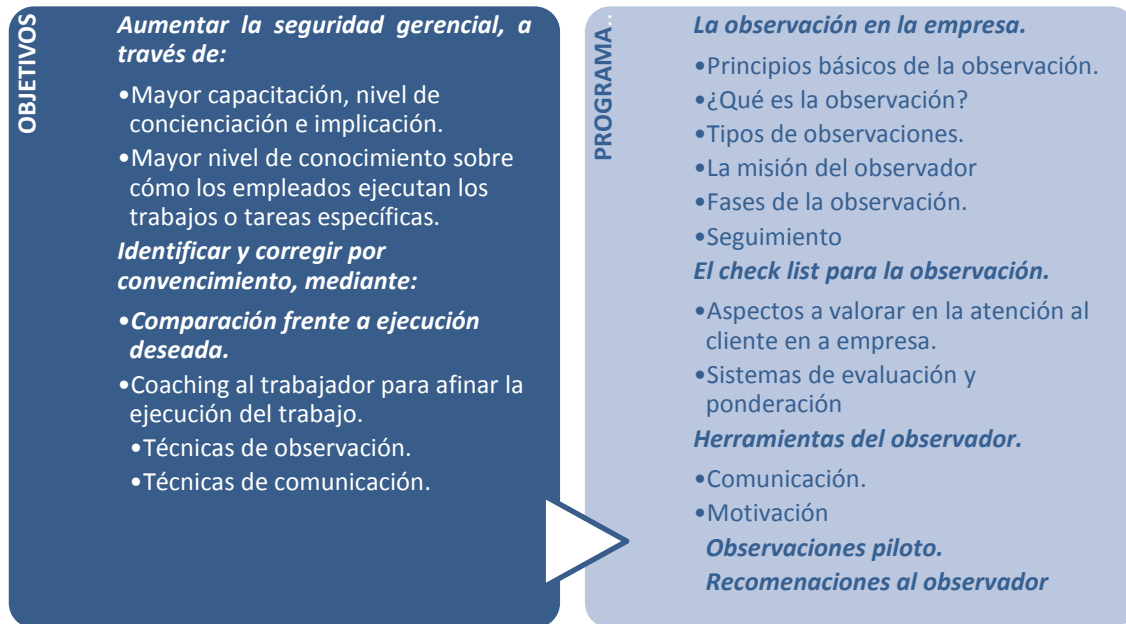 OBJETIVOS
Aumentar la seguridad gerencial, a
través de:
•Mayor capacitación, nivel de
concienciación e implicación.
•Mayor nivel de conocimiento sobre
cómo los empleados ejecutan los
trabajos o tareas específicas.
Identificar y corregir por
convencimiento, mediante:
•Comparación frente a ejecución
deseada.
•Coaching al trabajador para afinar la
ejecución del trabajo.
•Técnicas de observación.
•Técnicas de comunicación.
PROGRAMA..
La observación en la empresa.
•Principios básicos de la observación.
•¿Qué es la observación?
•Tipos de observaciones.
•La misión del observador
•Fases de la observación.
•Seguimiento
El check list para la observación.
•Aspectos a valorar en la atención al
cliente en a empresa.
•Sistemas de evaluación y
ponderación
Herramientas del observador.
•Comunicación.
•Motivación
Observaciones piloto.
Recomenaciones al observador